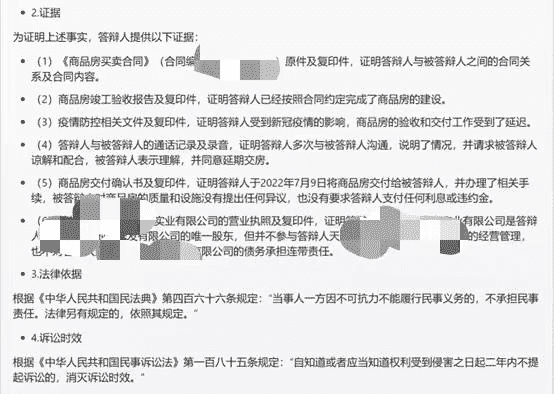 2.证据
为证明上述事实，答辩人提供以下证据：
（1）《商品房买卖合同》（合同编 原件及复印件，证明答辩人与被答辩人之间的合同关
系及合同内容。
（2）商品房竣工验收报告及复印件，证明答辩人已经按照合同约定完成了商品房的建设。
（3）疫情防控相关文件及复印件，证明答辩人受到新冠疫情的影响，商品房的验收和交付工作受到了延迟。
（4）答辩人与被答辩人的通话记录及录音，证明答辩人多次与被答辩人沟通，说明了情况，并请求被答辩人
谅解和配合，被答辩人表示理解，并同意延期交房。
（5）商品房交付确认书及复印件，证明答辩人于2022年7月9日将商品房交付给被答辩人，并办理了相关手
续，被答辩人对商品房的质量和设施没有提出任何异议，也没有要求答辩人支付任何利息或违约金。
实业有限公司的营业执照及复印件，证明 业有限公司是答辩
人 发有限公司的唯一股东，但并不参与答辩人天 的经营管理，
也不对 有限公司的债务承担连带责任。
3.法律依据
根据《中华人民共和国民法典》第四百六十六条规定：“当事人一方因不可抗力不能履行民事义务的，不承担民事
责任。法律另有规定的，依照其规定。”
4.诉讼时效
根据《中华人民共和国民事诉讼法》第一百八十五条规定：“自知道或者应当知道权利受到侵害之日起二年内不提
起诉讼的，消灭诉讼时效。”